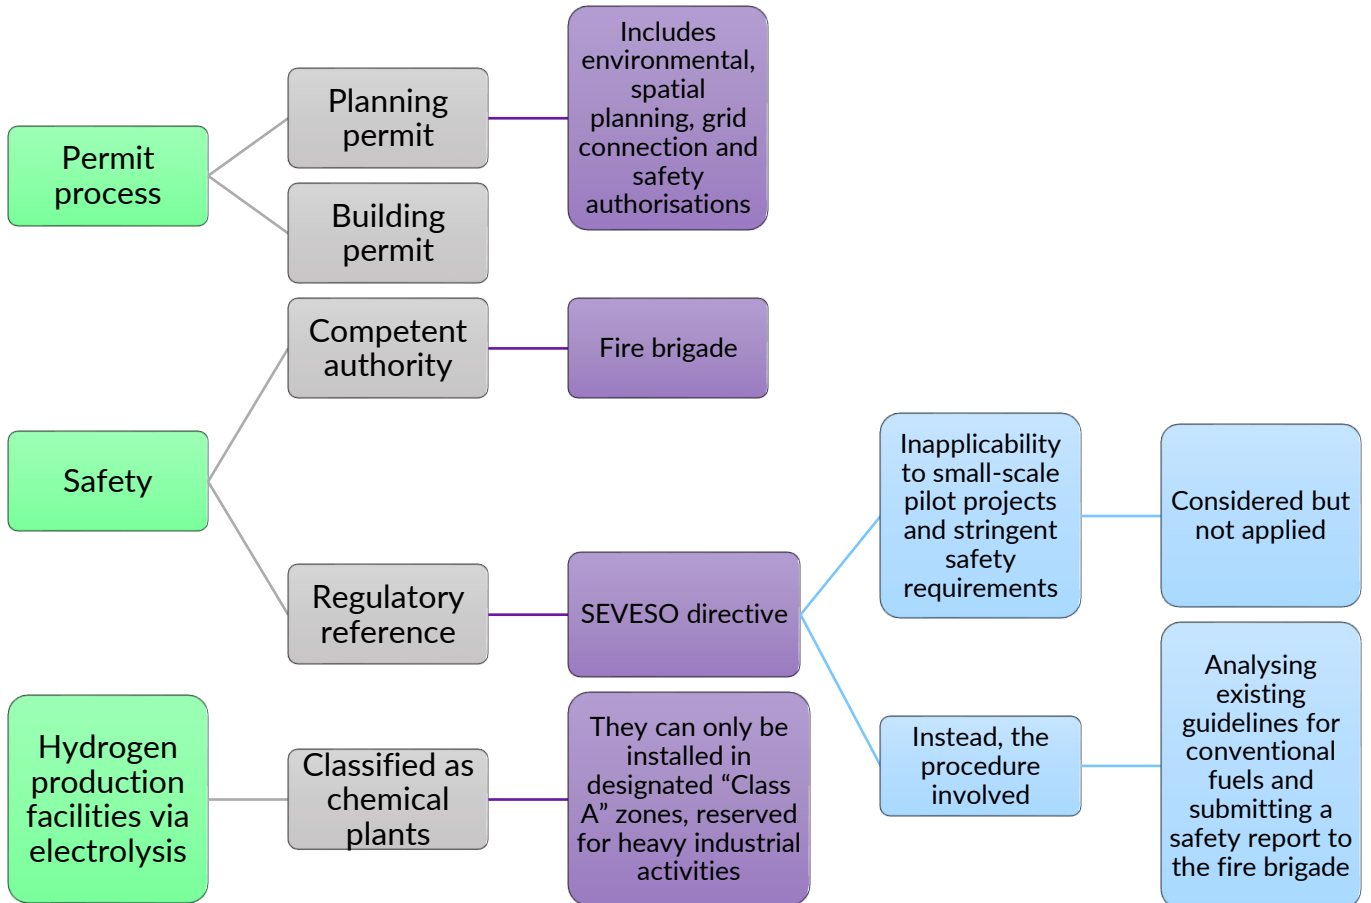 Permit
process
Planning
permit
Includes
environmental,
spatial
planning, grid
connection and
safety
authorisations
Building
permit
Safety
Competent
authority
Fire brigade
Regulatory
reference
SEVESO directive
Inapplicability
to small-scale
pilot projects
and stringent
safety
requirements
Considered but
not applied
Instead, the
procedure
involved
Analysing
existing
guidelines for
conventional
fuels and
submitting a
safety report to
the fire brigade
Hydrogen
production
facilities via
electrolysis
Classified as
chemical
plants
They can only be
installed in
designated “Class
A” zones, reserved
for heavy industrial
activities